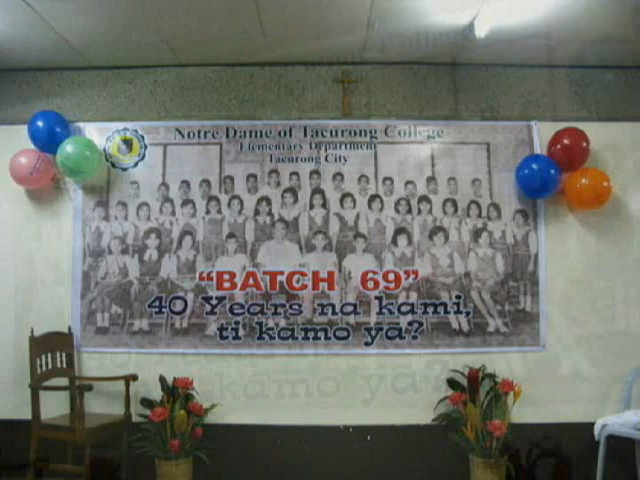 Notre Dame of Tacurong College
Elementary Department
Tacurong City
"BATCH 69"
40 Years na kami,
ti kamo ya?